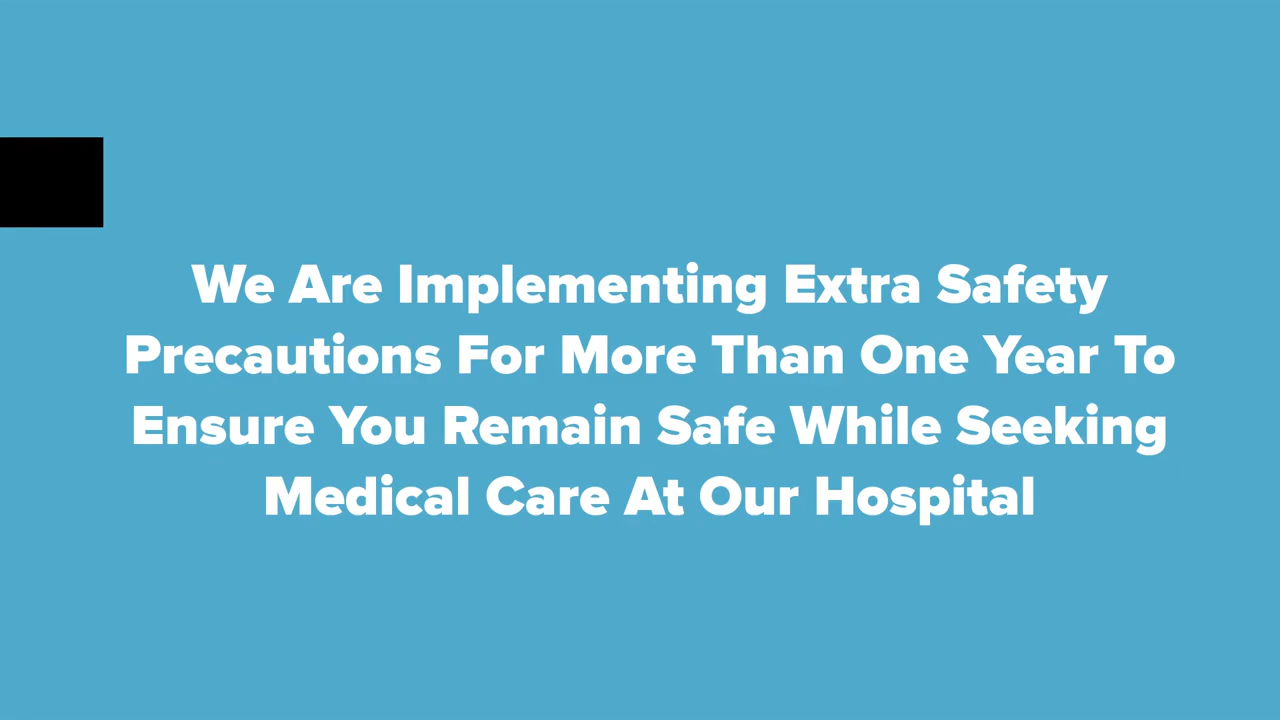 We Are Implementing Extra Safety
Precautions For More Than One Year To
Ensure You Remain Safe While Seeking
Medical Care At Our Hospital